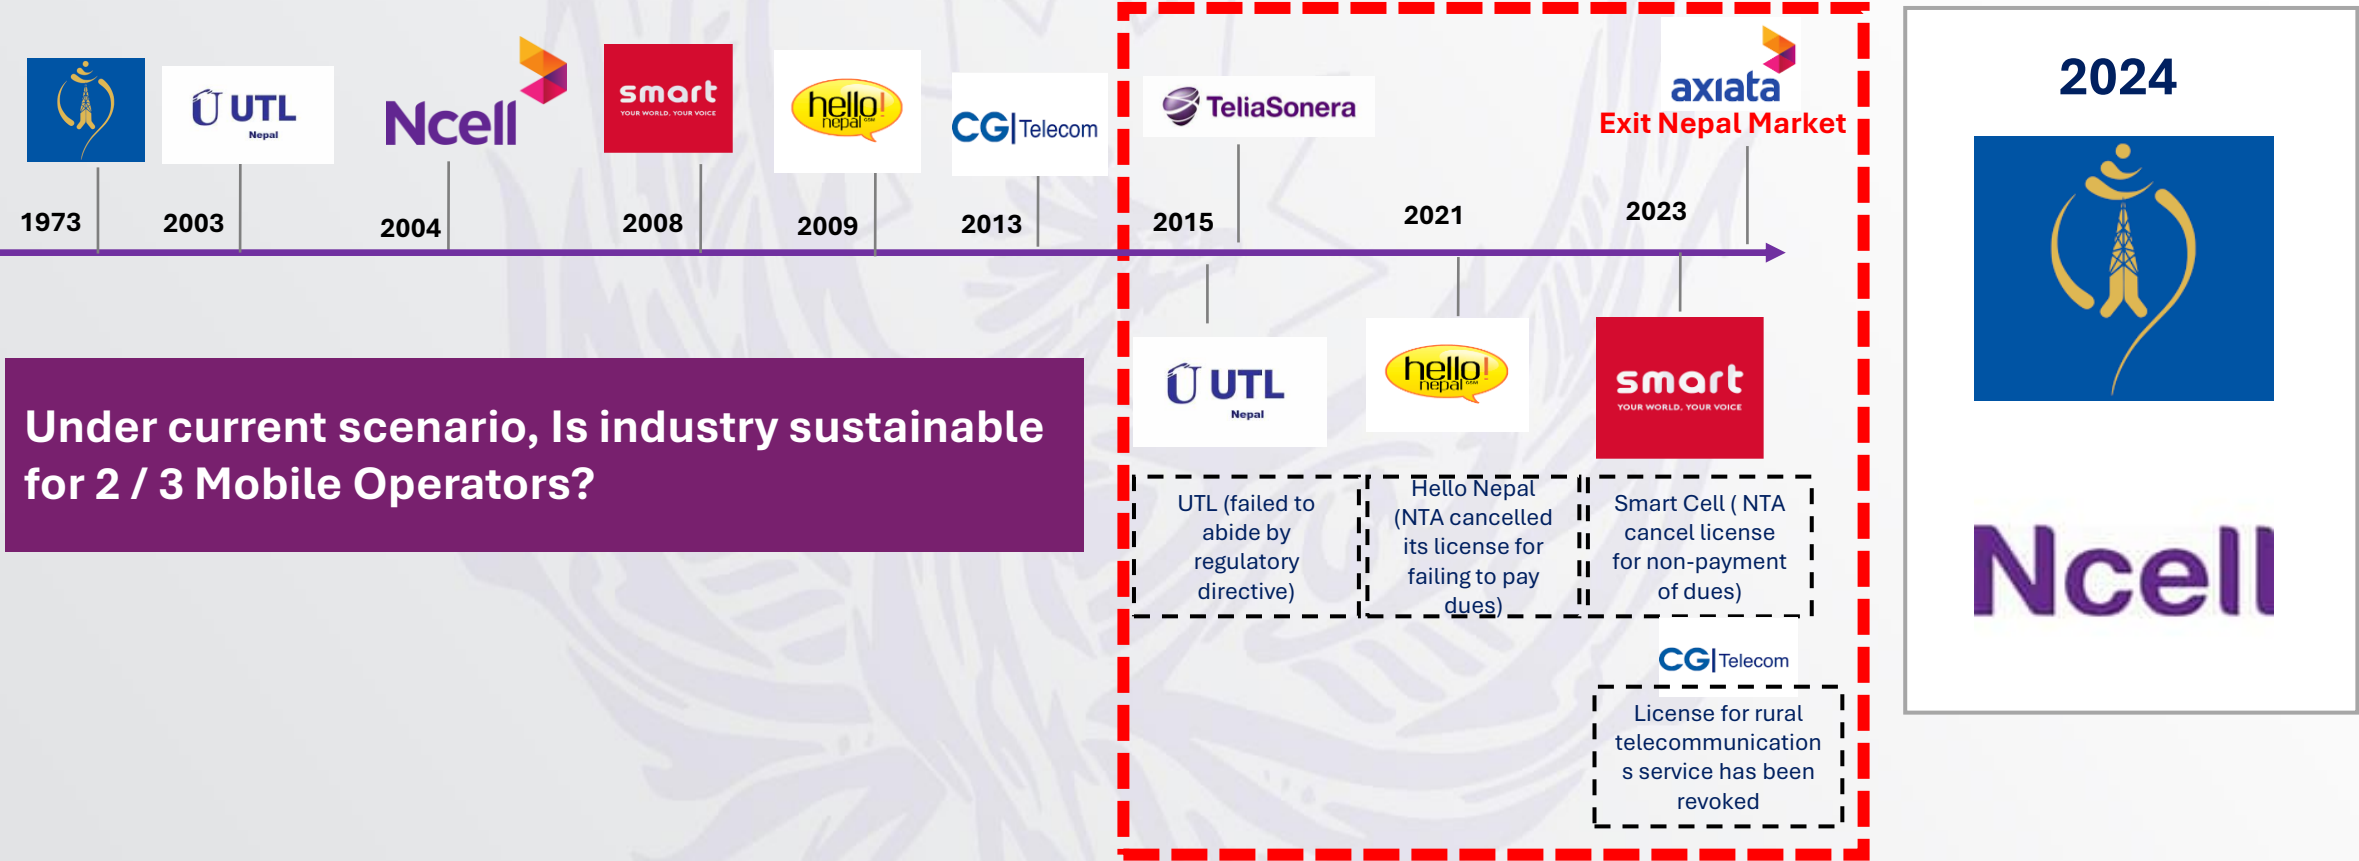 UTL
Nepal
Ncell
smart
YOUR WORLD, YOUR VOICE
hello!
nepal GSM
CG|Telecom
TeliaSonera
axiata
Exit Nepal Market
1973
2003
2004
2008
2009
2013
2015
2021
2023
UTL
Nepal
hello!
nepal GSM
smart
YOUR WORLD, YOUR VOICE
Under current scenario, Is industry sustainable
for 2 / 3 Mobile Operators?
UTL (failed to
abide by
regulatory
directive)
Hello Nepal
(NTA cancelled
its license for
failing to pay
dues)
Smart Cell ( NTA
cancel license
for non-payment
of dues)
CG|Telecom
License for rural
telecommunication
s service has been
revoked
2024
Ncell